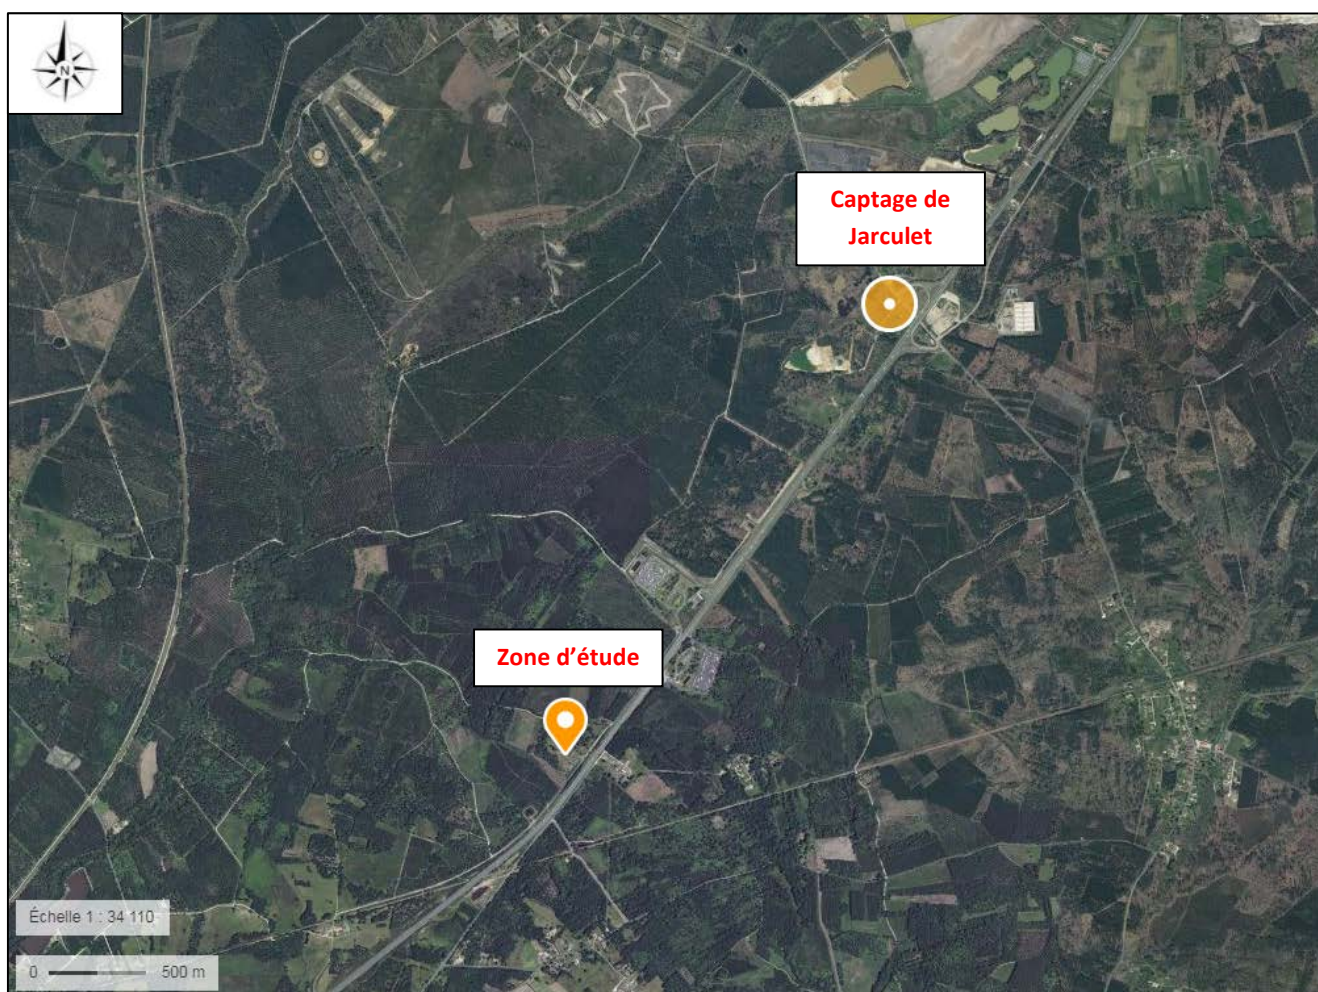 N
Captage de
Jarculet
Zone d’étude
Échelle 1 : 34 110
0 500 m